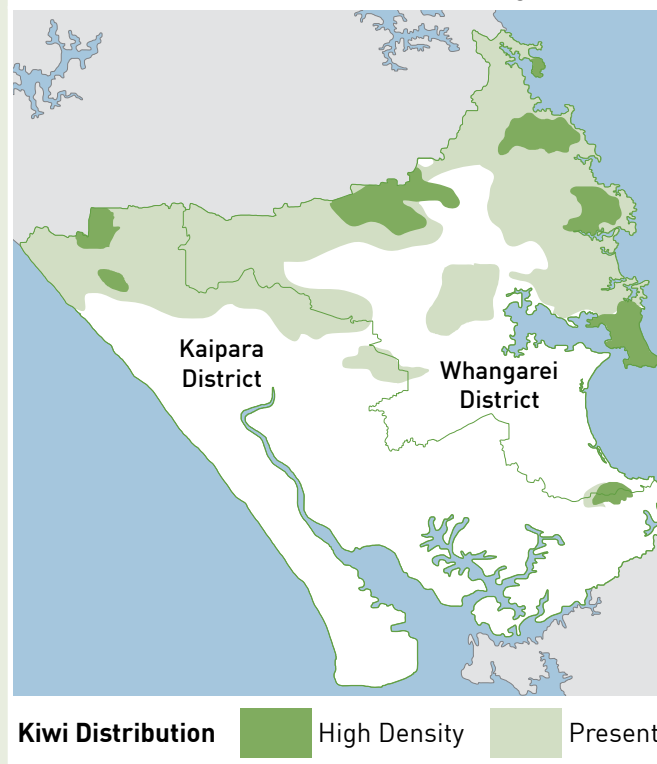 Kaipara
District
Whangarei
District
Kiwi Distribution High Density Present